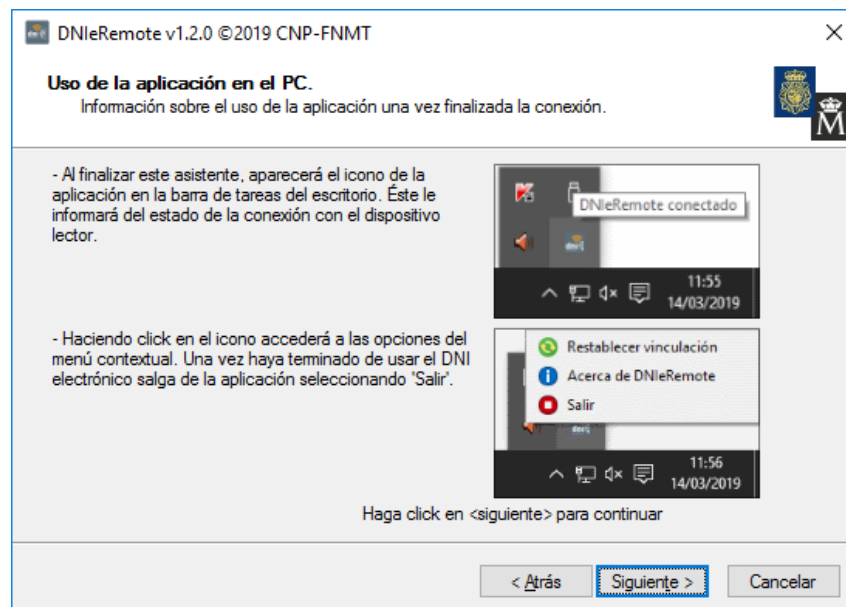 DNIeRemote v1.2.0 ©2019 CNP-FNMT
Uso de la aplicación en el PC.
Información sobre el uso de la aplicación una vez finalizada la conexión.
M
- Al finalizar este asistente, aparecerá el icono de la
aplicación en la barra de tareas del escritorio. Éste le
informará del estado de la conexión con el dispositivo
lector.
DNIeRemote conectado
11:55
14/03/2019
- Haciendo click en el icono accederá a las opciones del
menú contextual. Una vez haya terminado de usar el DNI
electrónico salga de la aplicación seleccionando 'Salir'.
Restablecer vinculación
Acerca de DNIeRemote
Salir
11:56
14/03/2019
Haga click en <siguiente> para continuar
< Atrás
Siguiente >
Cancelar